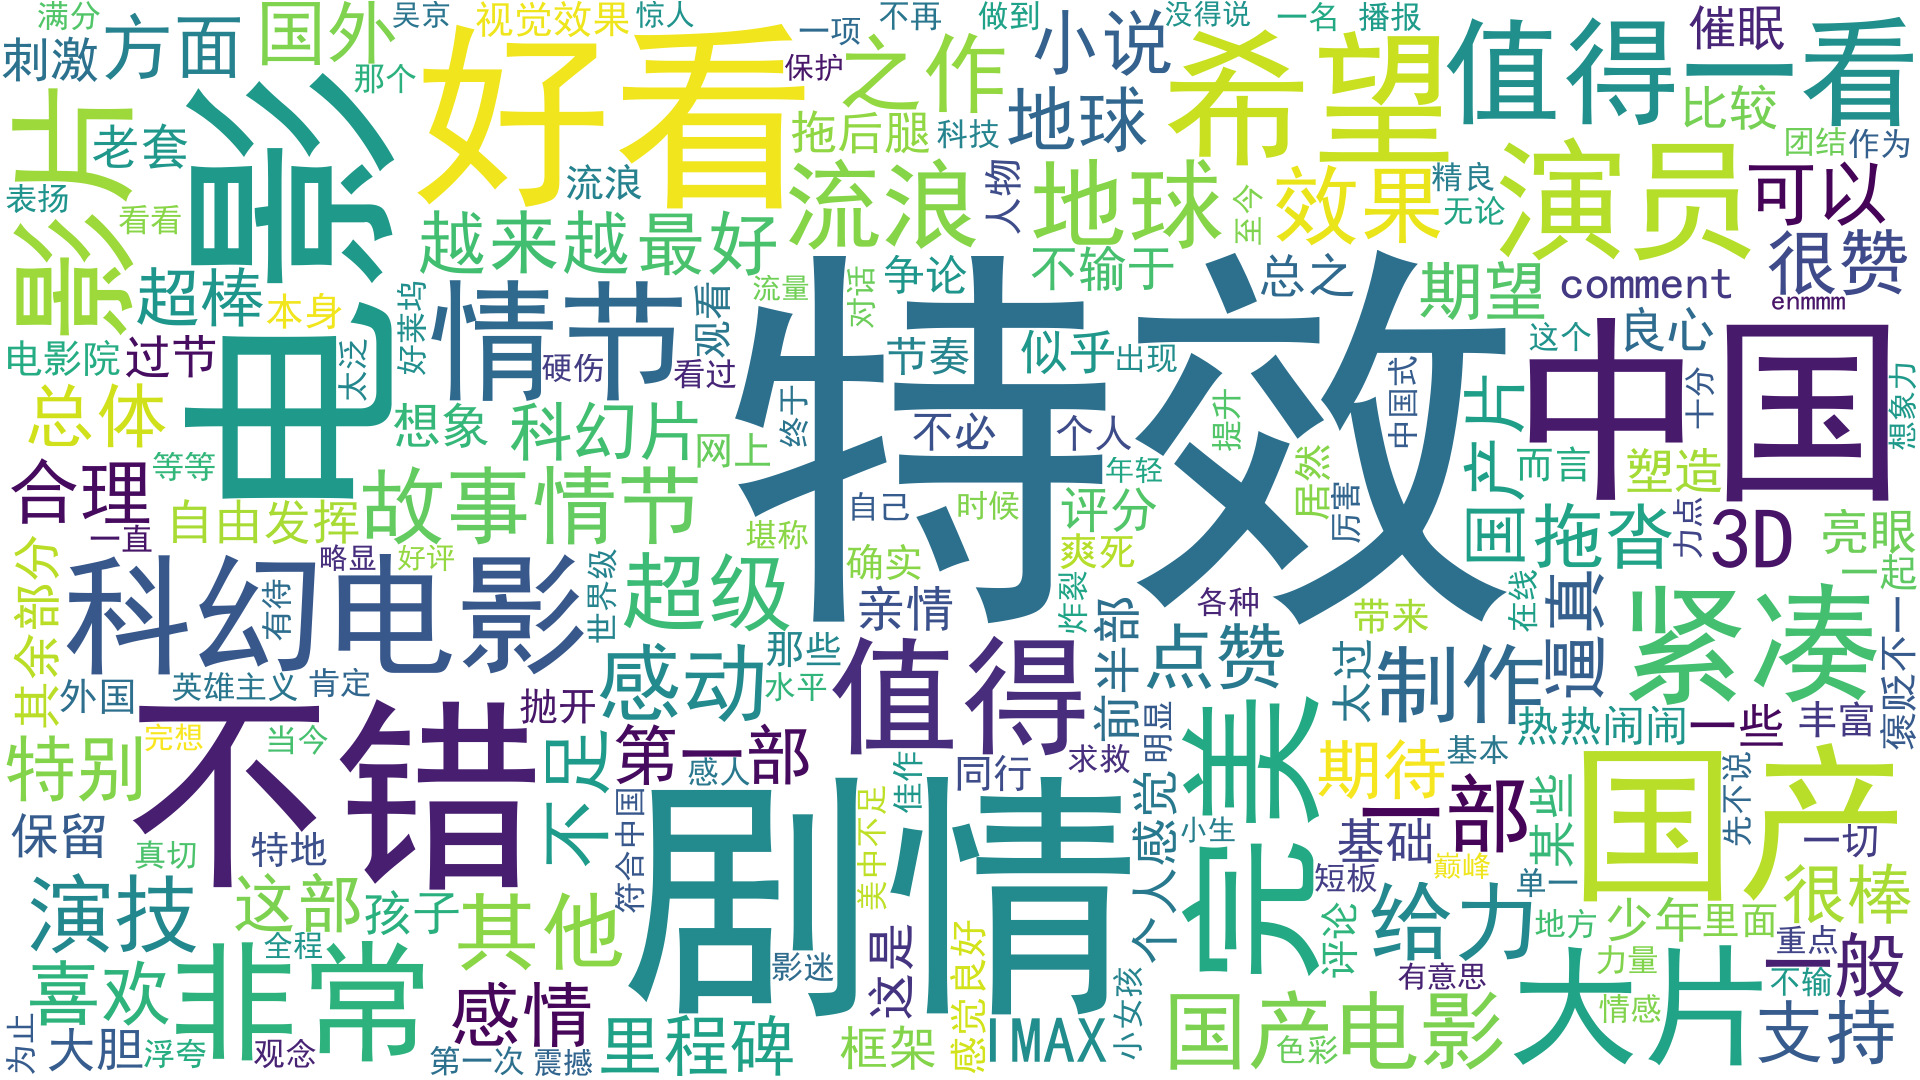 满分
吴京
视觉效果
惊人
一项
不再
做到
没得说
一名
播报
刺激
方面
国外
那个
好看
保护
之作
小说
希望
值得一看
催眠
影片
老套
电影
拖后腿
科技
地球
比较
团结
作为
表扬
看看
流浪
流浪
地球
人物
至今
效果
精良
无论
演员
可以
超棒
本身
越来越
最好
不输于
总之
期望
comment
很赞
enmmm
电影院
过节
太泛
好莱坞
情节
硬伤
观看
看过
流量
对话
争论
节奏
似乎
出现
特效
中国式
这个
良心
中国
十分
想象力
总体
想象
科幻片
网上
终于
不必
个人
提升
国产片
而言
塑造
合理
等等
自由发挥
故事情节
堪称
自己
时候
年轻
评分
居然
厉害
拖沓
力点
3D
亮眼
一直
略显
好评
确实
爽死
一起
其余部分
科幻电影
有待
世界级
超级
亲情
炸裂
各种
在线
逼真
紧凑
褒贬不一
外国
英雄主义
肯定
感动
那些
水平
值得
前半部
点赞
带来
太过
制作
热热闹闹
一些
丰富
特别
完想
当今
不错
抛开
不足
第一部
感人
同行
求救
明显
完美
期待
基本
一部
某些
国产
先不说
一切
保留
真切
特地
符合中国
剧情
美中不足
佳作
感觉
小生
基础
短板
巅峰
单一
很棒
演技
这部
孩子
其他
影迷
这是
感觉良好
个人
评论
给力
地方
少年
里面
重点
一般
喜欢
全程
非常
感情
小女孩
有意思
力量
不输
为止
大胆
浮夸
观念
第一次
震撼
里程碑
框架
IMAX
国产电影
色彩
大片
情感
支持